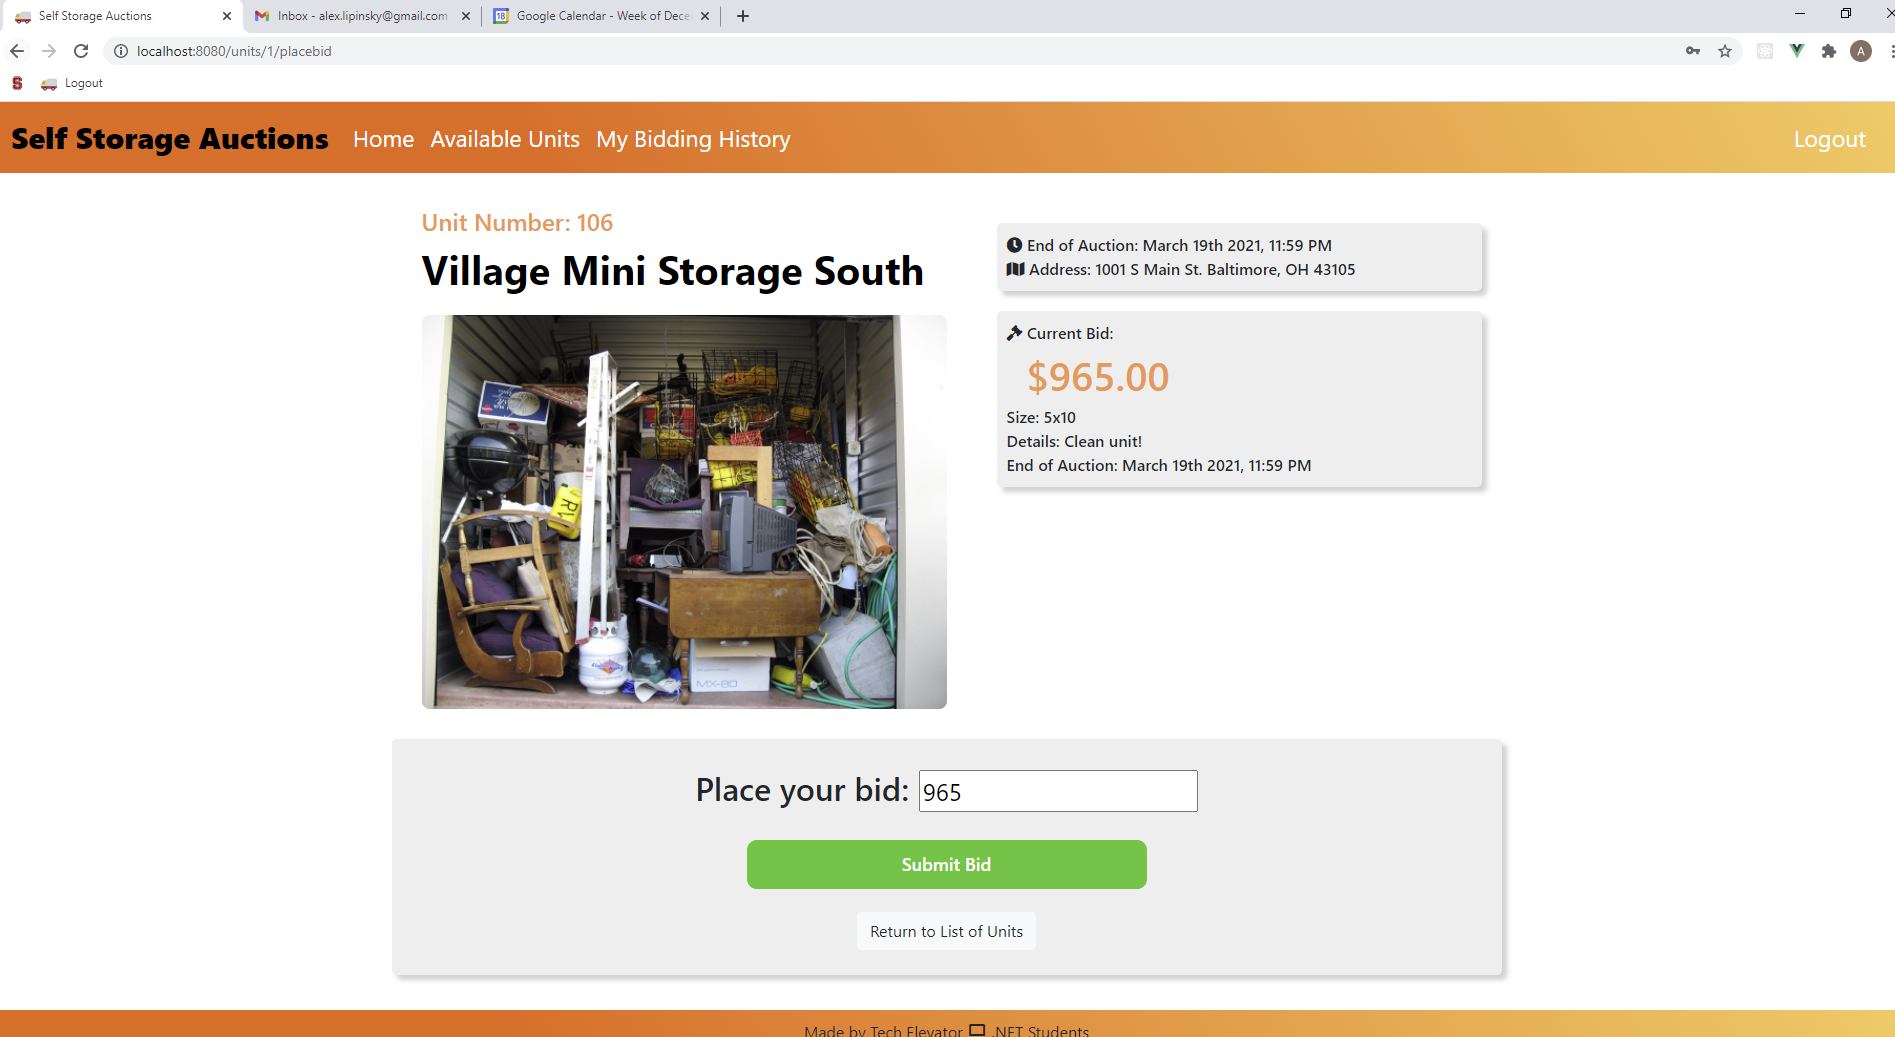 Self Storage Auctions
Inbox - alex.lipinsky@gmail.com
18
Google Calendar - Week of Dece
localhost:8080/units/1/placebid
A
S
Logout
Self Storage Auctions
Home
Available Units
My Bidding History
Logout
Unit Number: 106
Village Mini Storage South
RV
MX-80
End of Auction: March 19th 2021, 11:59 PM
Address: 1001 S Main St. Baltimore, OH 43105
Current Bid:
$965.00
Size: 5x10
Details: Clean unit!
End of Auction: March 19th 2021, 11:59 PM
Place your bid: 965
Submit Bid
Return to List of Units
Made by Tech Elevator .NET Students